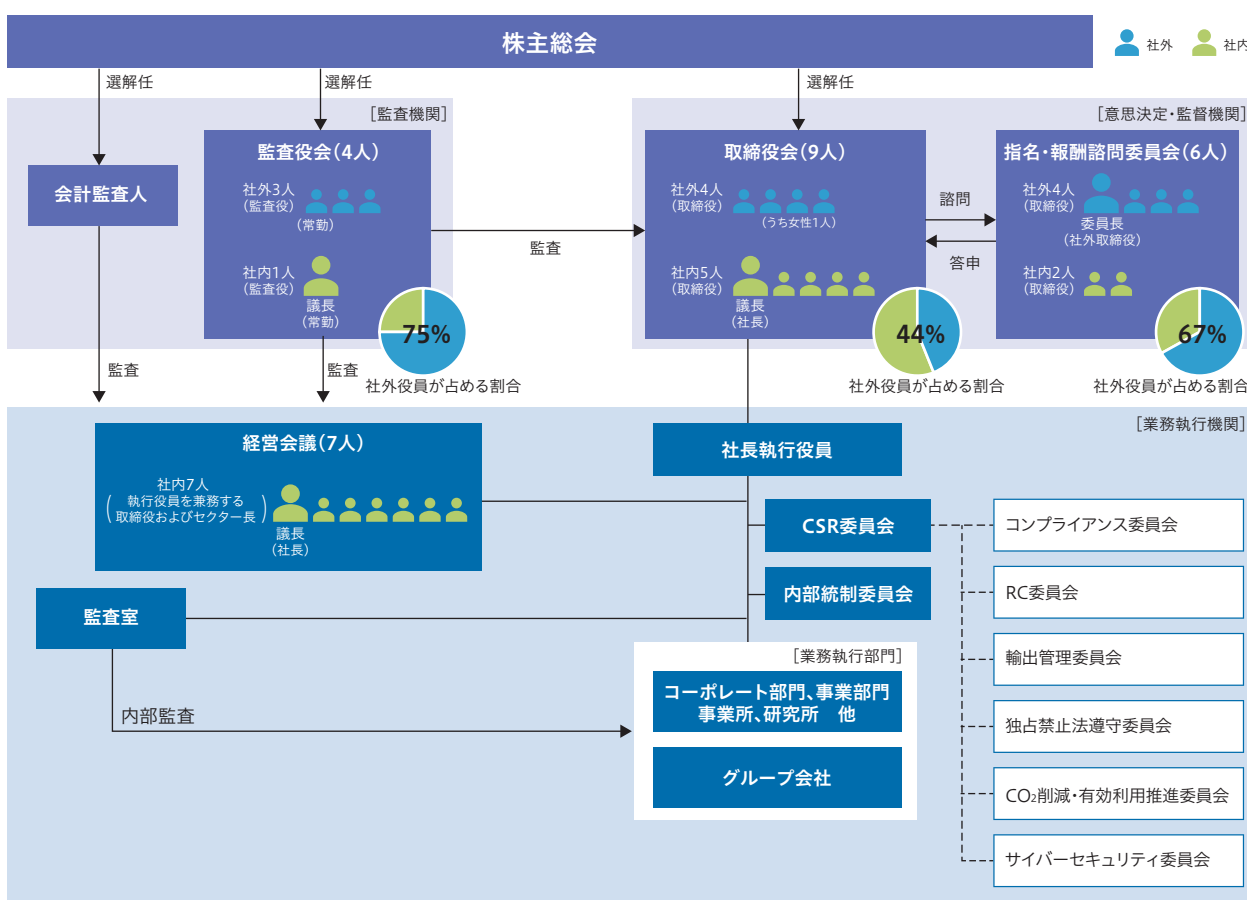 株主総会
社外
社内
選解任
選解任
選解任
[監査機関]
[意思決定・監督機関]
会計監査人
監査役会(4人)
社外3人
(監査役)
(常勤)
社内1人
(監査役)
議長
(常勤)
75%
社外役員が占める割合
監査
取締役会(9人)
社外4人
(取締役)
(うち女性1人)
社内5人
(取締役)
議長
(社長)
44%
社外役員が占める割合
諮問
答申
指名・報酬諮問委員会(6人)
社外4人
(取締役)
委員長
(社外取締役)
社内2人
(取締役)
67%
社外役員が占める割合
監査
監査
[業務執行機関]
経営会議(7人)
社内7人
(執行役員を兼務する
取締役およびセクター長)
議長
(社長)
社長執行役員
CSR委員会
内部統制委員会
監査室
内部監査
[業務執行部門]
コーポレート部門、事業部門
事業所、研究所 他
グループ会社
コンプライアンス委員会
RC委員会
輸出管理委員会
独占禁止法遵守委員会
CO₂削減・有効利用推進委員会
サイバーセキュリティ委員会